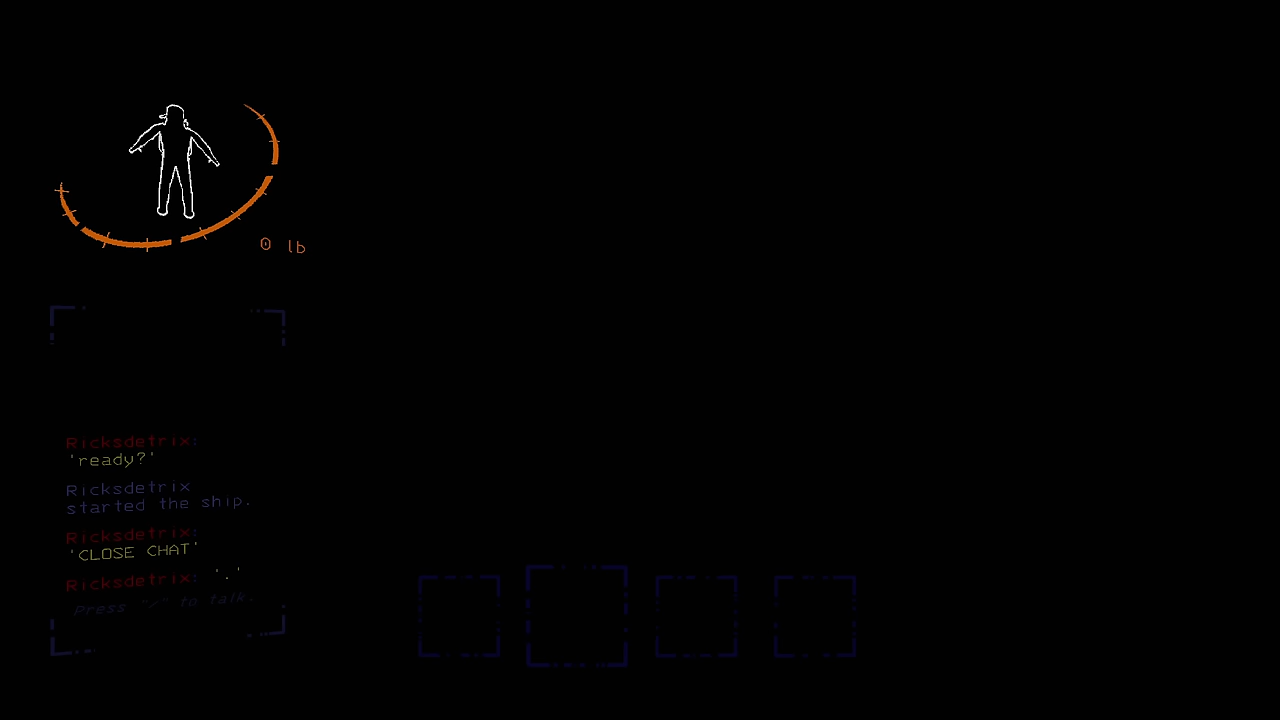 0 lb
Ricksdetrix:
'ready?'
Ricksdetrix
started the ship.
Ricksdetrix:
'CLOSE CHAT'
Ricksdetrix: '.'
Press "/" to talk.